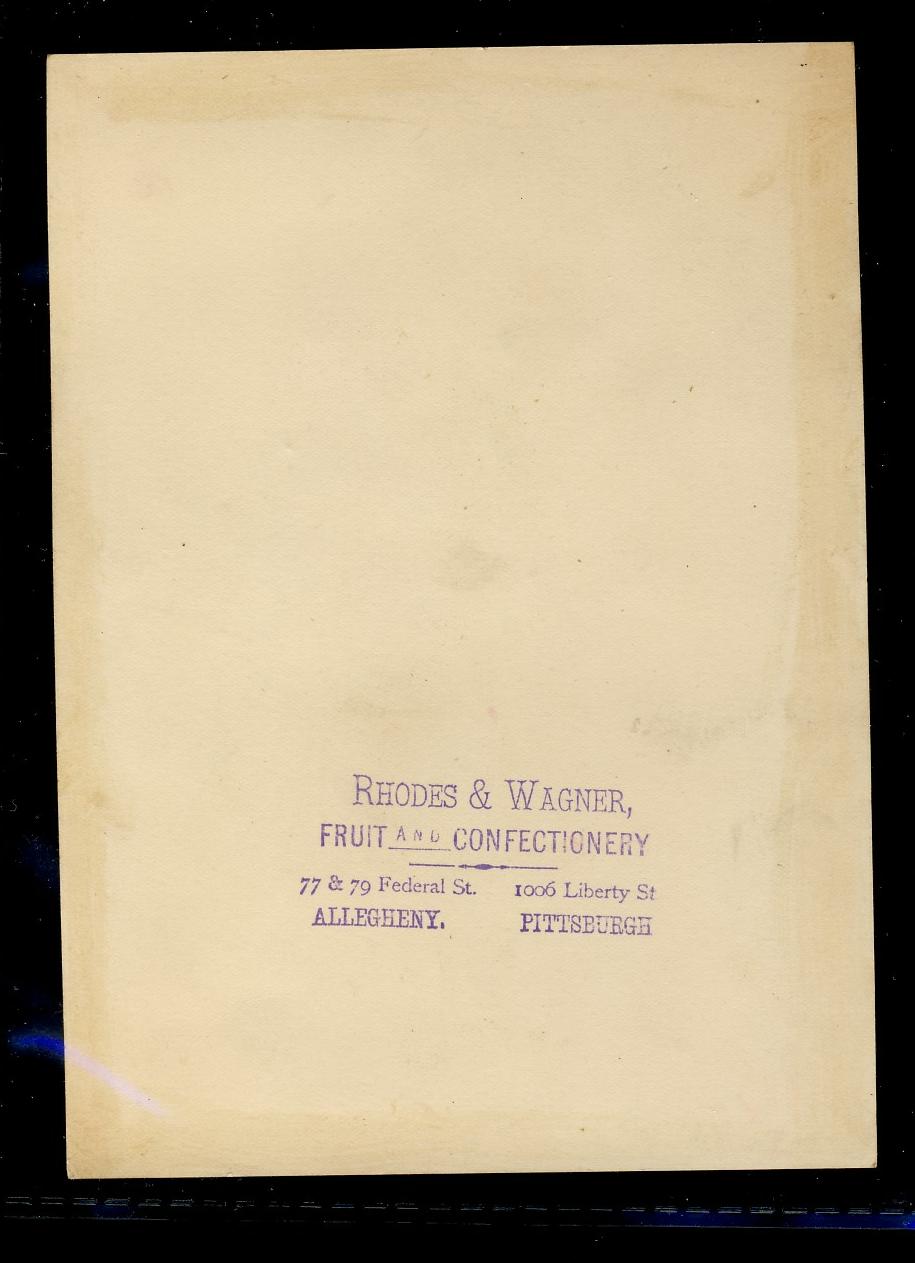 RHODES & WAGNER,
FRUIT AND CONFECTIONERY
77 & 79 Federal St. 1006 Liberty St
ALLEGHENY. PITTSBURGH